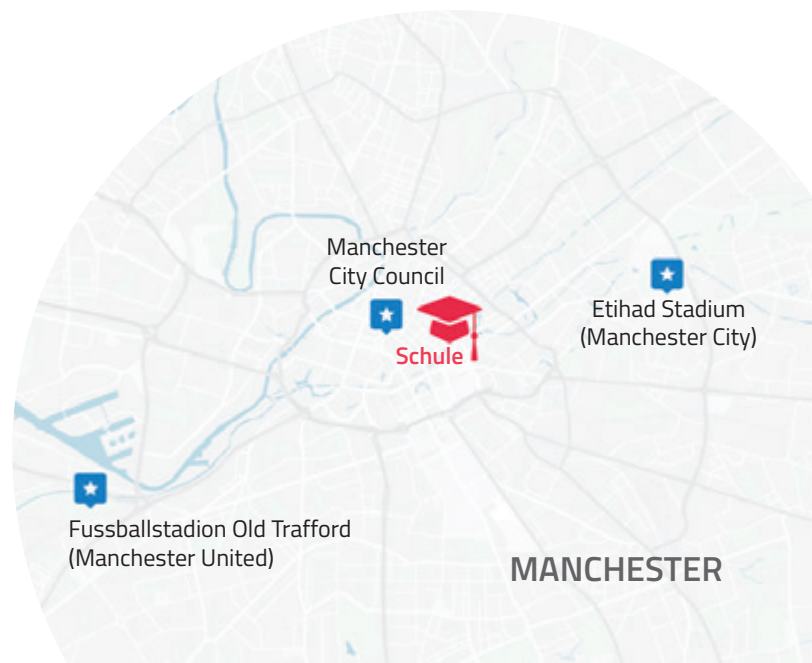 Manchester
City Council
Schule
Etihad Stadium
(Manchester City)
Fussballstadion Old Trafford
(Manchester United)
MANCHESTER